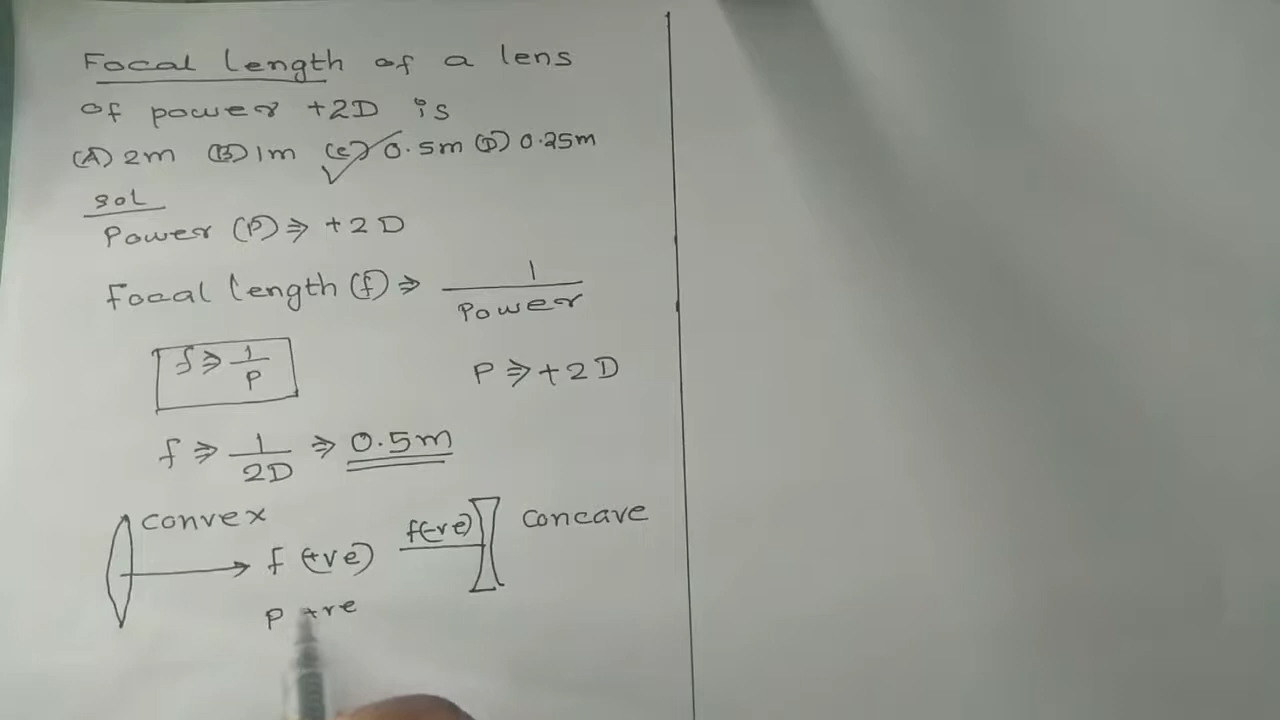 Focal length of a lens
of power +2D is
(A) 2m (B) 1m (C) 0.5m (D) 0.25m
sol
Power (P) ⇒ +2D
Focal length (f) ⇒ 1/Power
f ⇒ 1/P
P ⇒ +2D
f ⇒ 1/2D ⇒ 0.5m
convex
f (+ve)
P +ve
f(-ve)
concave